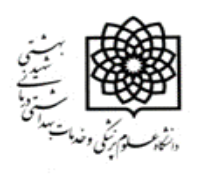 دانشگاه علوم پزشکی و خدمات بهداشتی درمانی شهید بهشتی